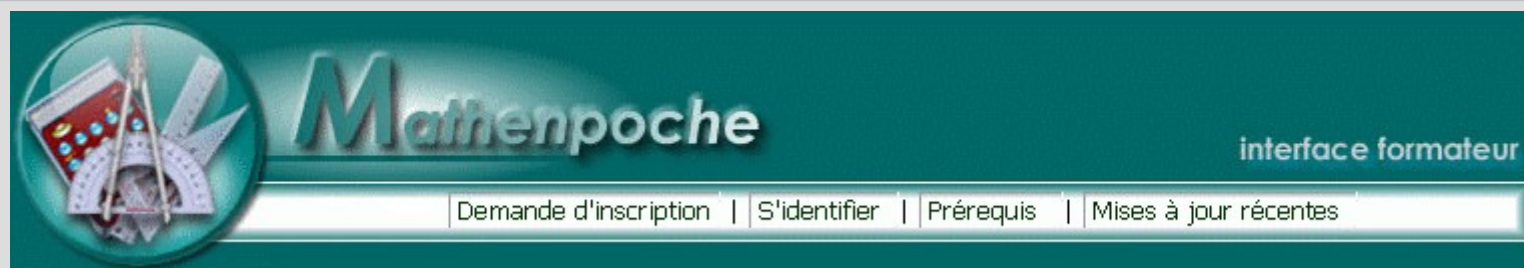 Mathenpoche
interface formateur
Demande d'inscription | S'identifier | Prérequis | Mises à jour récentes